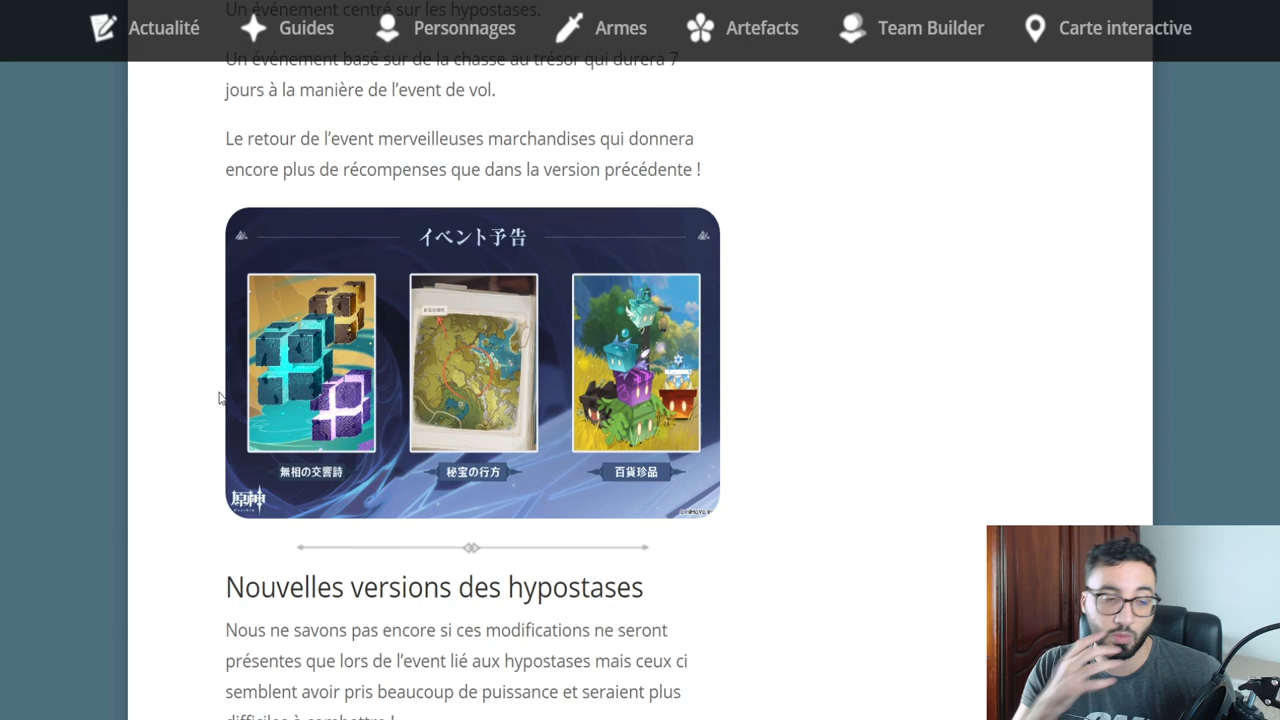 Un événement centré sur les hypostases.
Actualité
Guides
Personnages
Armes
Artefacts
Team Builder
Carte interactive
Un événement basé sur de la chasse au trésor qui durera 7
jours à la manière de l'event de vol.
Le retour de l'event merveilleuses marchandises qui donnera
encore plus de récompenses que dans la version précédente !
イベント予告
無相の交響詩
秘宝の行方
百貨珍品
原神
Nouvelles versions des hypostases
Nous ne savons pas encore si ces modifications ne seront
présentes que lors de l'event lié aux hypostases mais ceux ci
semblent avoir pris beaucoup de puissance et seraient plus
difficiles à combattre !